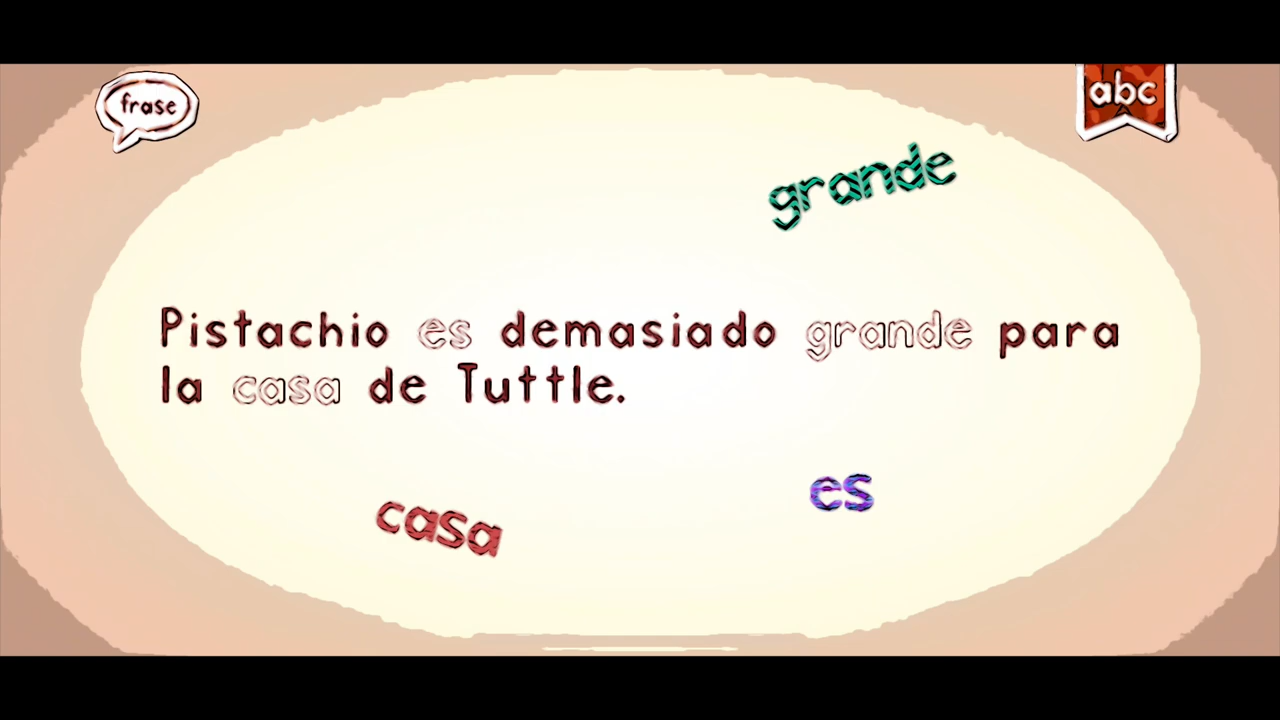 frase
abc
grande
Pistachio es demasiado grande para
la casa de Tuttle.
es
casa